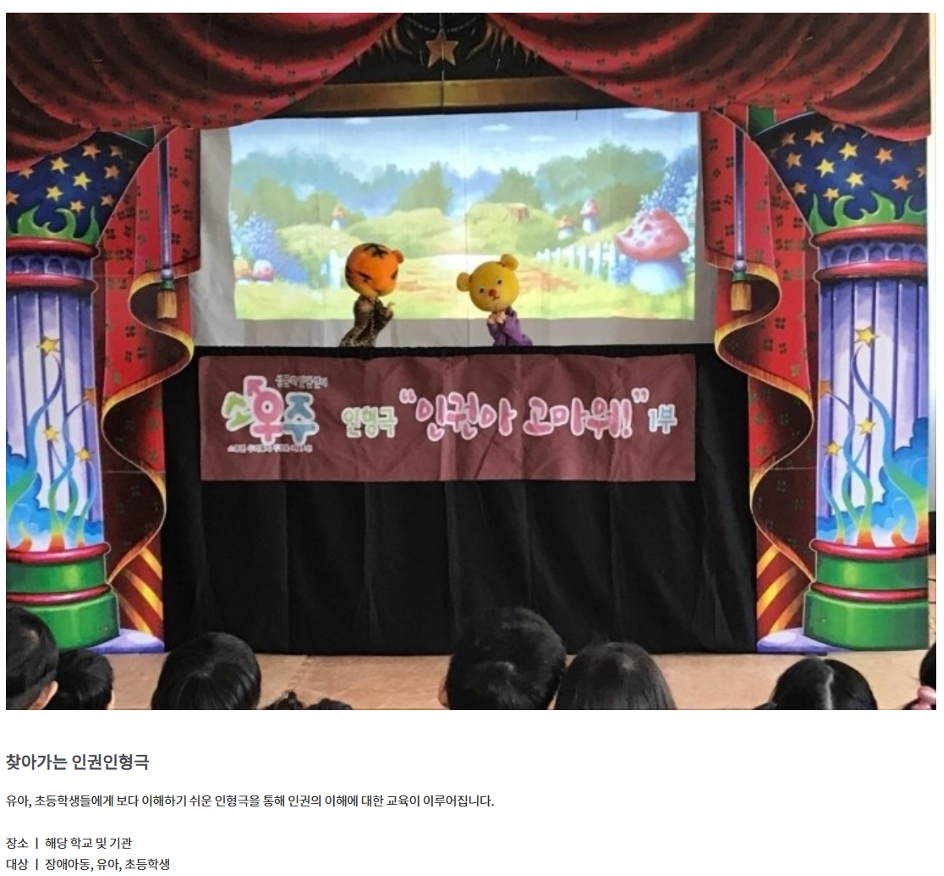 소우주
인형극 "인권아 고마워!" 1부
찾아가는 인권인형극
유아, 초등학생들에게 보다 이해하기 쉬운 인형극을 통해 인권의 이해에 대한 교육이 이루어집니다.
장소 ㅣ 해당 학교 및 기관
대상 ㅣ 장애아동, 유아, 초등학생